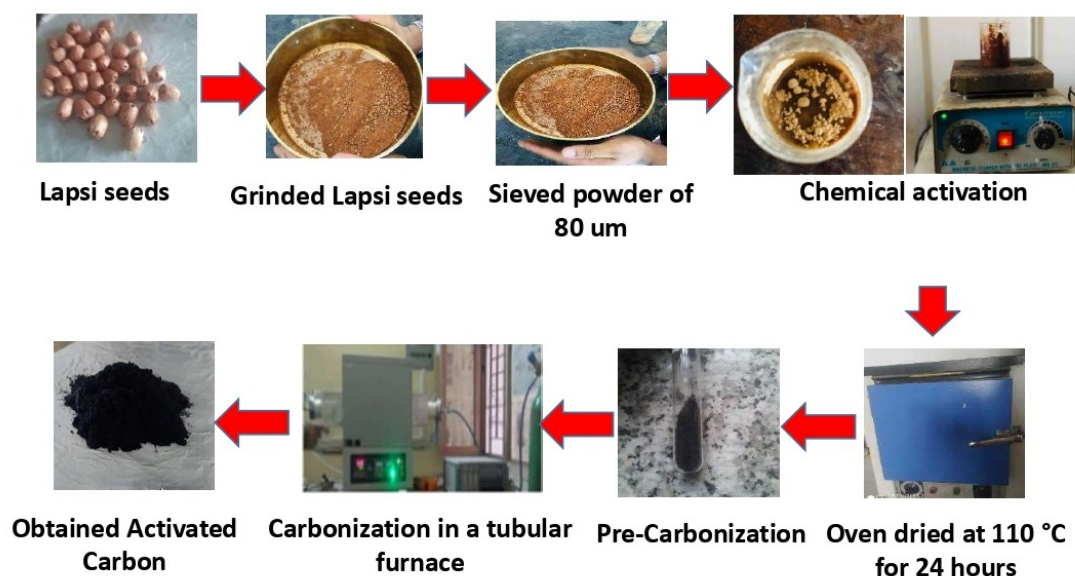 Lapsi seeds
Grinded Lapsi seeds
Sieved powder of
80 um
Chemical activation
Obtained Activated
Carbon
Carbonization in a tubular
furnace
Pre-Carbonization
Oven dried at 110 °C
for 24 hours